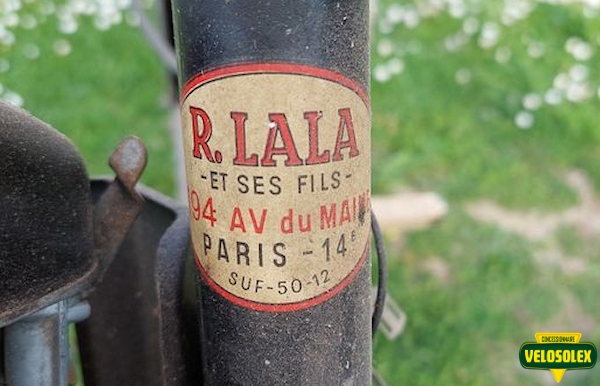 R. LALA
-ET SES FILS-
94 AV du MAINE
PARIS -14E
SUF-50-12
CONCESSIONNAIRE
VELOSOLEX